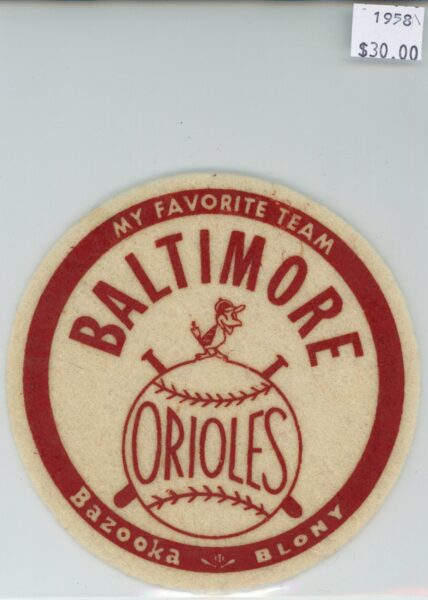 1958
$30.00
MY FAVORITE TEAM
BALTIMORE
ORIOLES
Bazooka BLONY